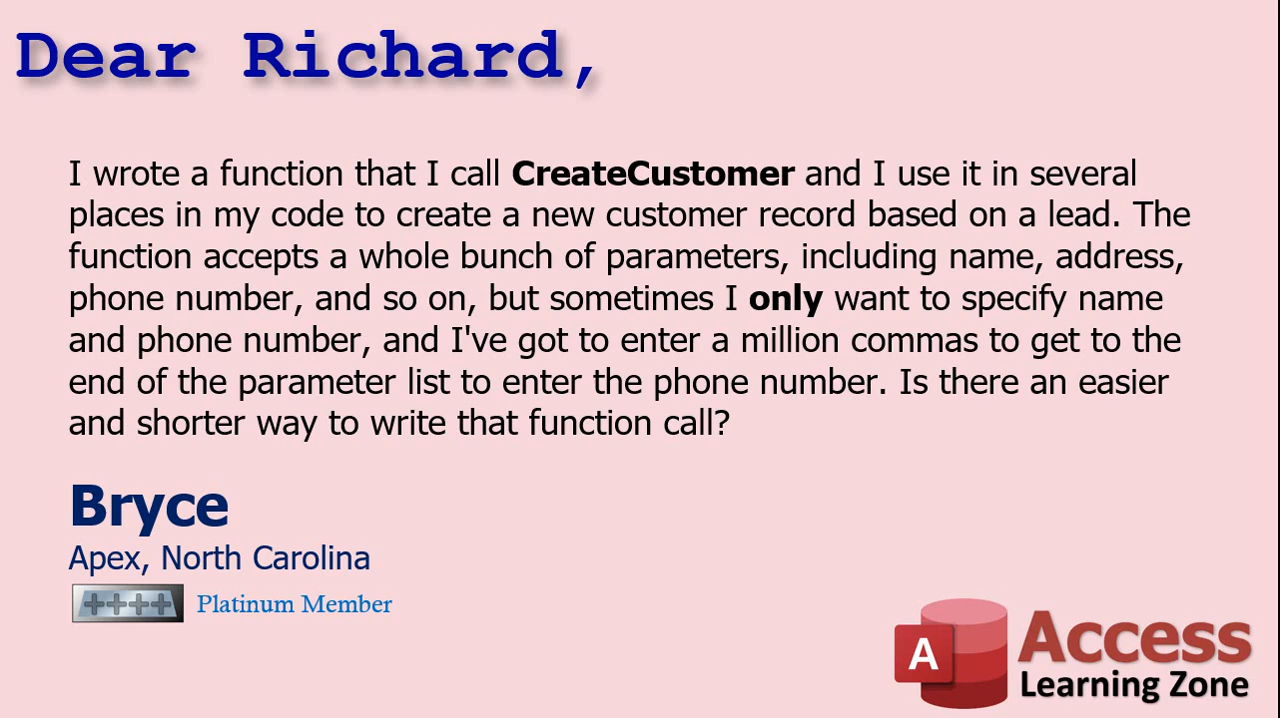 Dear Richard,
I wrote a function that I call CreateCustomer and I use it in several
places in my code to create a new customer record based on a lead. The
function accepts a whole bunch of parameters, including name, address,
phone number, and so on, but sometimes I only want to specify name
and phone number, and I've got to enter a million commas to get to the
end of the parameter list to enter the phone number. Is there an easier
and shorter way to write that function call?
Bryce
Apex, North Carolina
Platinum Member
A Access
Learning Zone